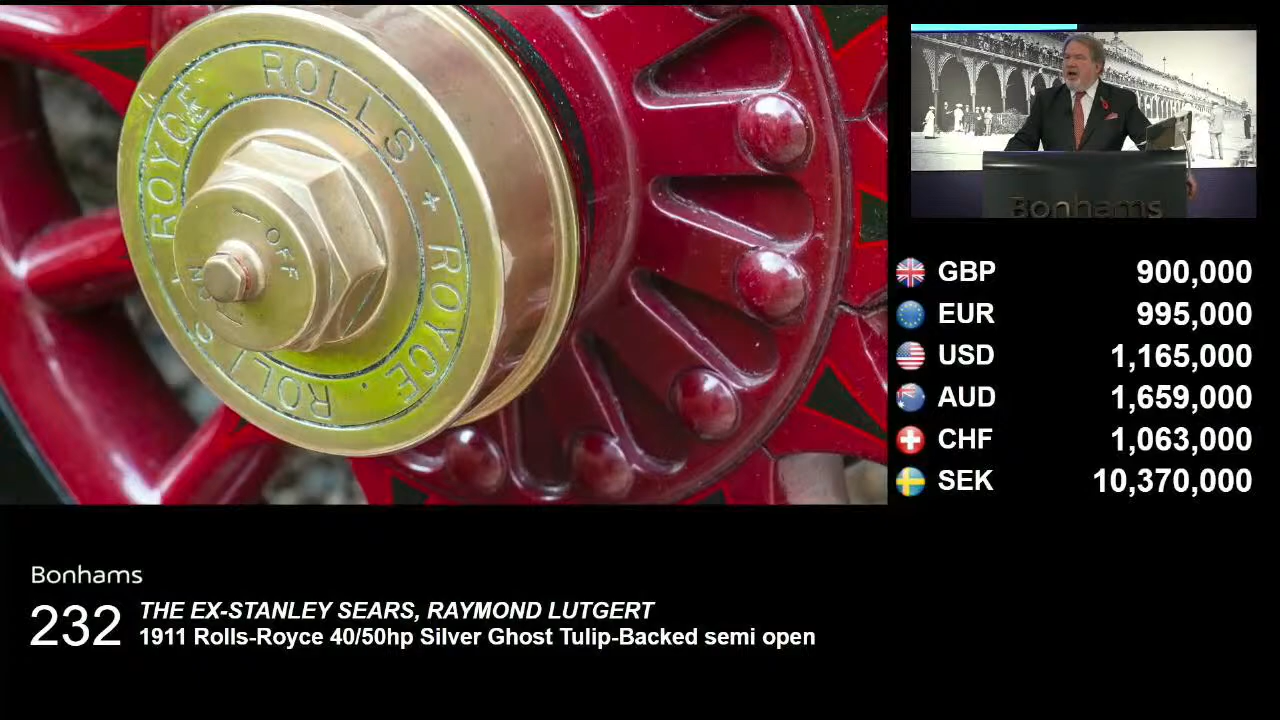 ROLLS + ROYCE. ROLL
ROYCE.
OFF
ON
Bonhams
GBP 900,000
EUR 995,000
USD 1,165,000
AUD 1,659,000
CHF 1,063,000
SEK 10,370,000
Bonhams
232
THE EX-STANLEY SEARS, RAYMOND LUTGERT
1911 Rolls-Royce 40/50hp Silver Ghost Tulip-Backed semi open